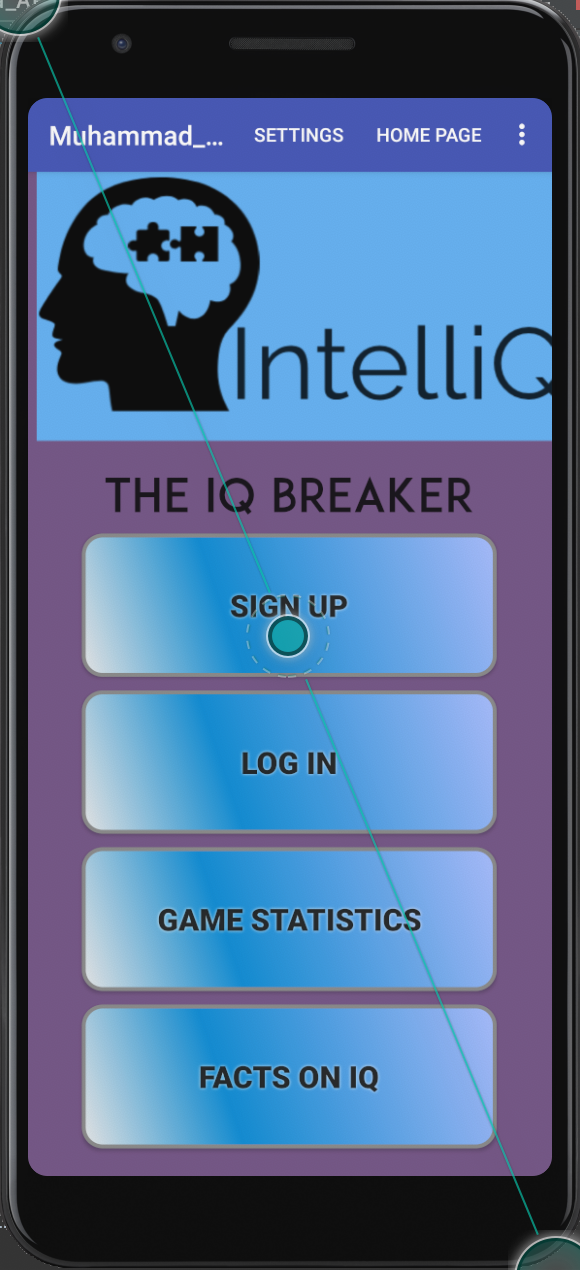 Muhammad_... SETTINGS HOME PAGE
IntelliQ
THE IQ BREAKER
SIGN UP
LOG IN
GAME STATISTICS
FACTS ON IQ